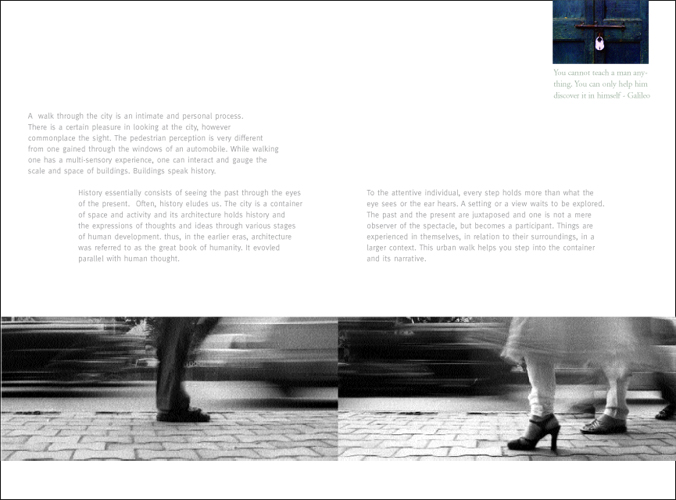 You cannot teach a man any-
thing. You can only help him
discover it in himself - Galileo
A walk through the city is an intimate and personal process.
There is a certain pleasure in looking at the city, however
commonplace the sight. The pedestrian perception is very different
from one gained through the windows of an automobile. While walking
one has a multi-sensory experience, one can interact and gauge the
scale and space of buildings. Buildings speak history.
History essentially consists of seeing the past through the eyes
of the present. Often, history eludes us. The city is a container
of space and activity and its architecture holds history and
the expressions of thoughts and ideas through various stages
of human development. thus, in the earlier eras, architecture
was referred to as the great book of humanity. It evovled
parallel with human thought.
To the attentive individual, every step holds more than what the
eye sees or the ear hears. A setting or a view waits to be explored.
The past and the present are juxtaposed and one is not a mere
observer of the spectacle, but becomes a participant. Things are
experienced in themselves, in relation to their surroundings, in a
larger context. This urban walk helps you step into the container
and its narrative.